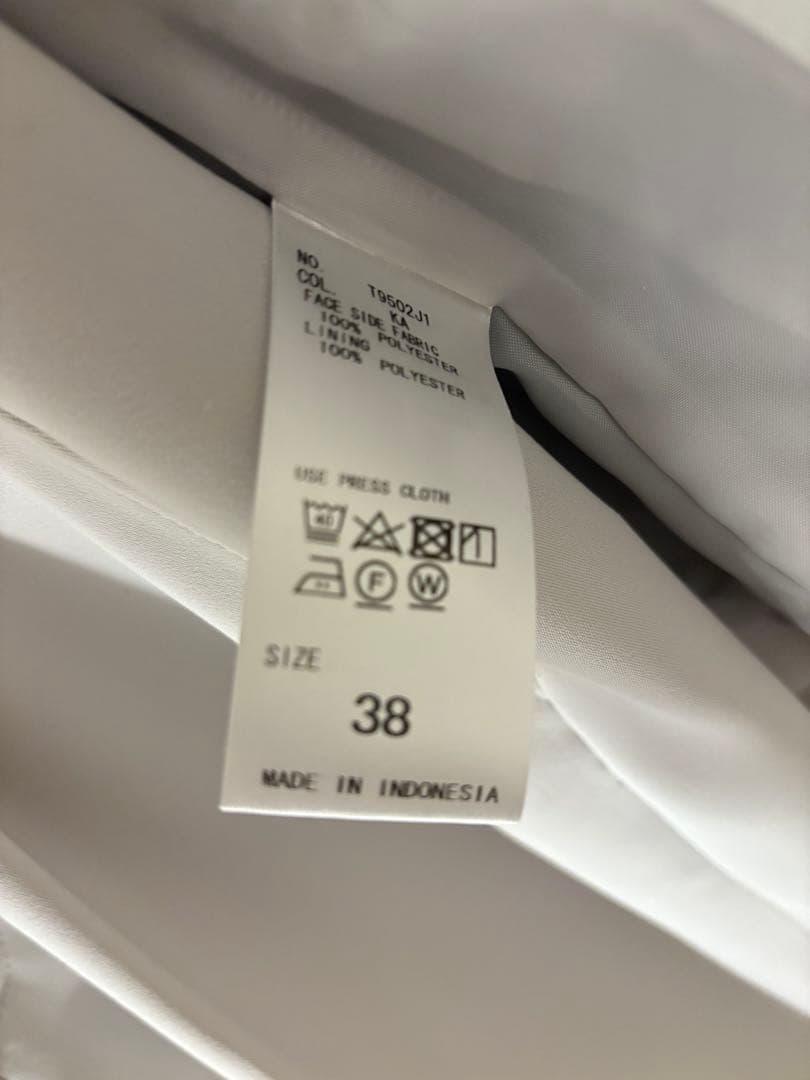 NO. T9502J1
COL. KA
FACE SIDE FABRIC
100% POLYESTER
LINING
100% POLYESTER
USE PRESS CLOTH
40
F W
SIZE
38
MADE IN INDONESIA